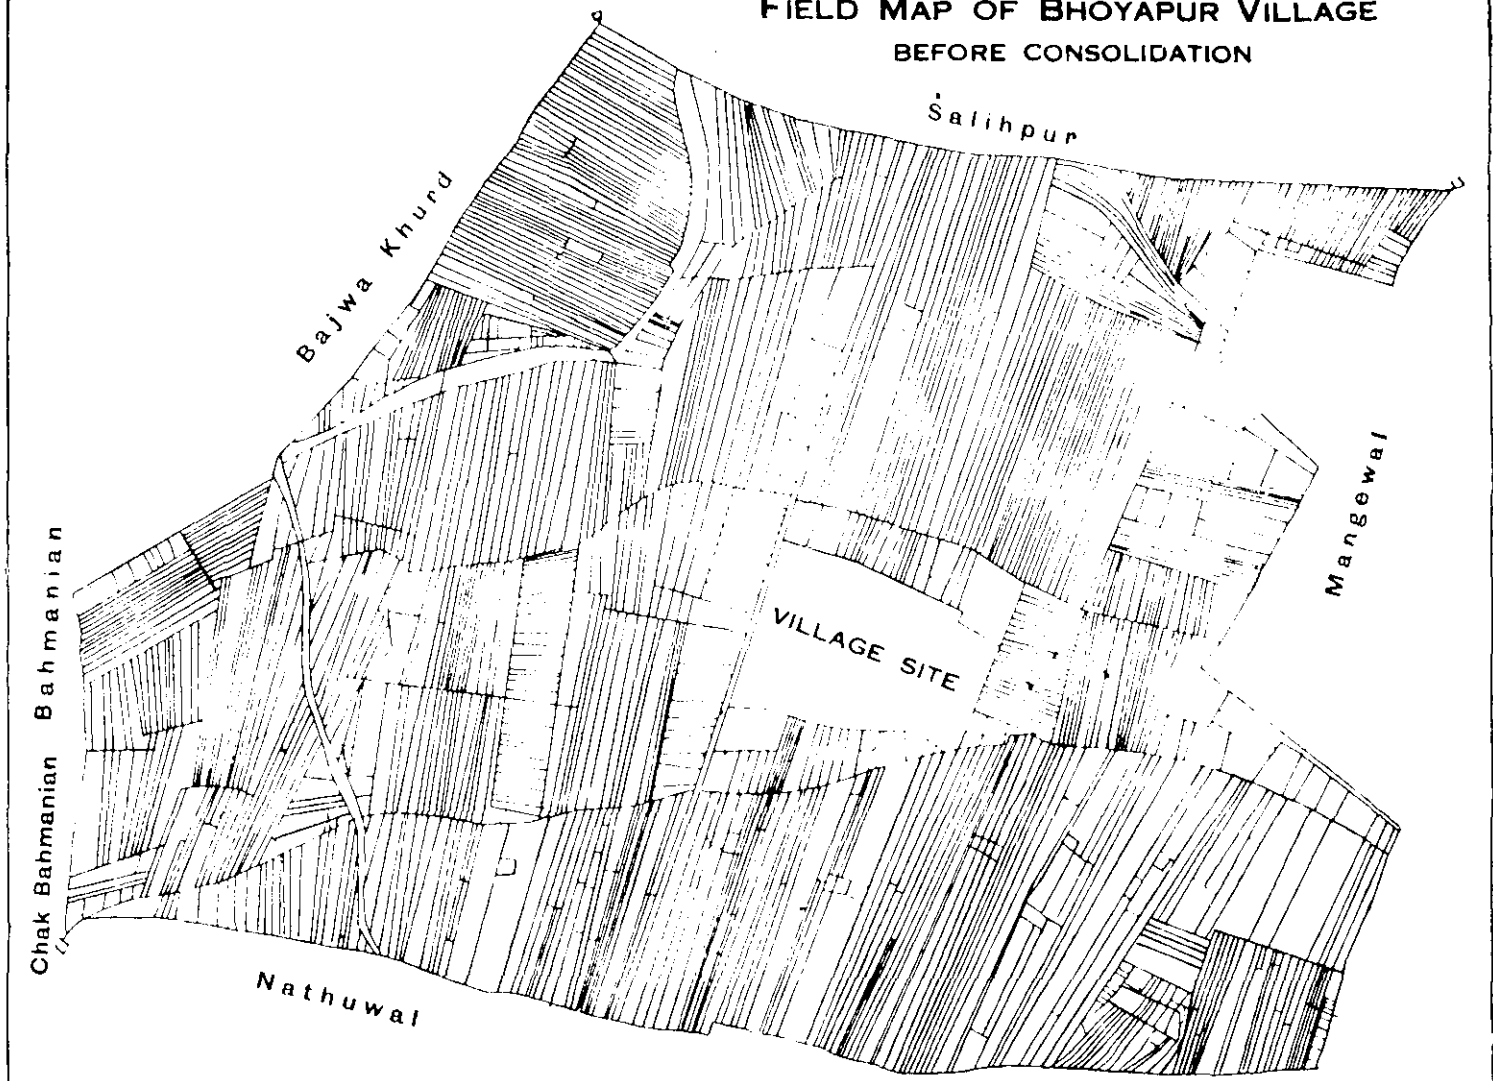 FIELD MAP OF BHOYAPUR VILLAGE
BEFORE CONSOLIDATION
Salihpur
Bajwa Khurd
Mangewal
Bahmanian
VILLAGE SITE
Chak Bahmanian
Nathuwal